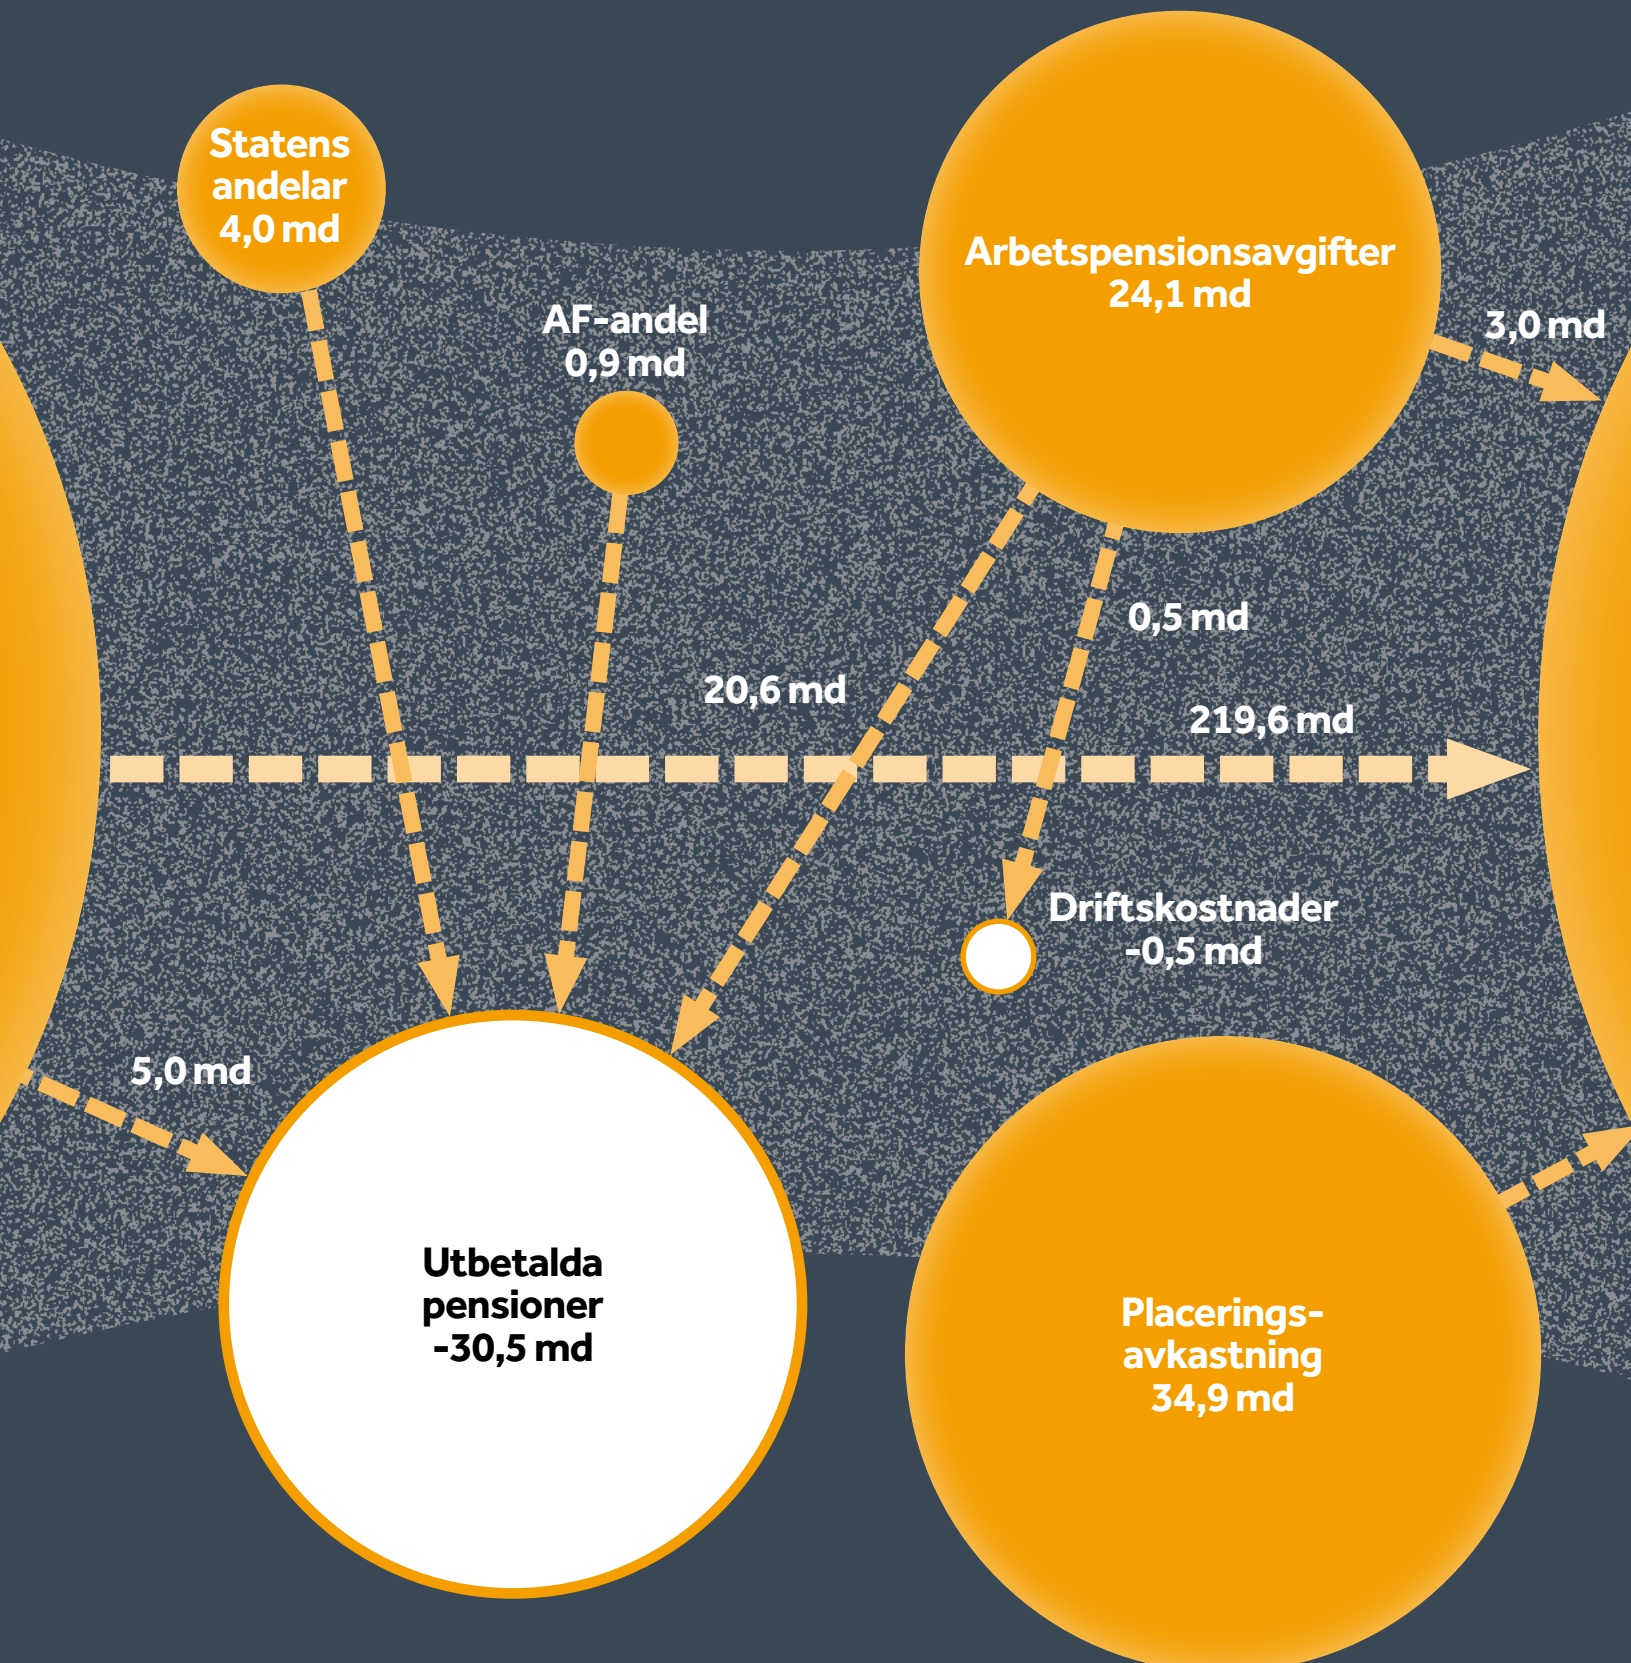 Statens
andelar
4,0 md
AF-andel
0,9 md
Arbetspensionsavgifter
24,1 md
3,0 md
0,5 md
20,6 md
219,6 md
Driftskostnader
-0,5 md
5,0 md
Utbetalda
pensioner
-30,5 md
Placerings-
avkastning
34,9 md